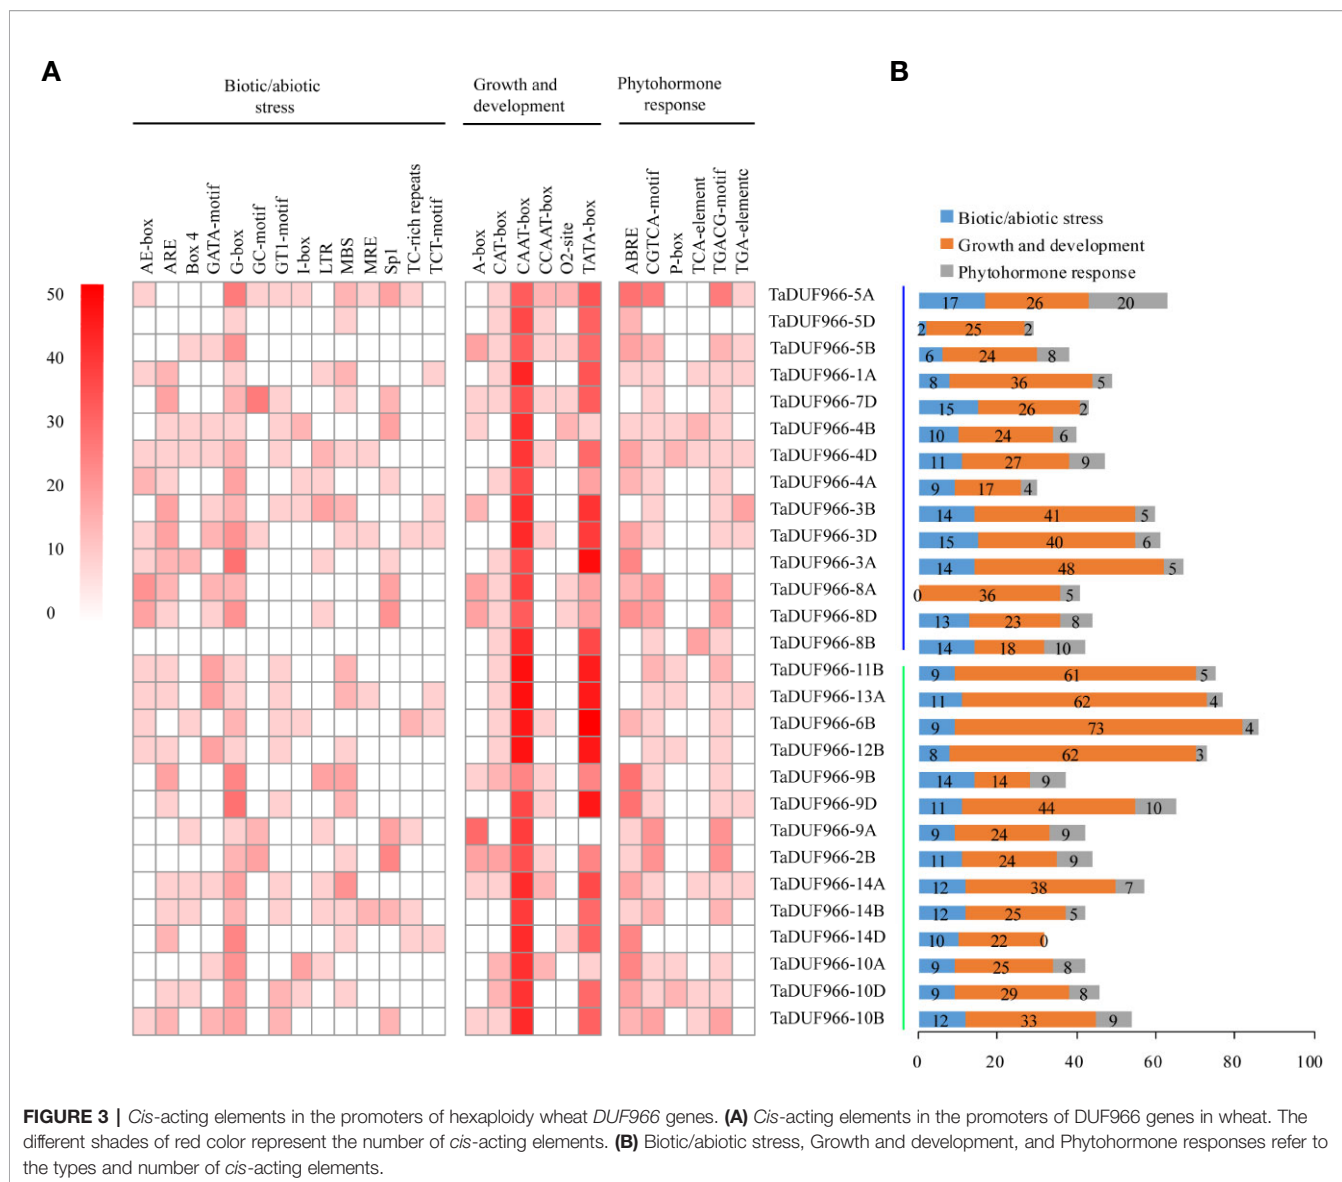 A
B
Biotic/abiotic
stress
Growth and
development
Phytohormone
response
AE-box
ARE
Box 4
GATA-motif
G-box
GC-motif
GT1-motif
I-box
LTR
MBS
MRE
Sp1
TC-rich repeats
TCT-motif
A-box
CAT-box
CAAT-box
CCAAT-box
O2-site
TATA-box
ABRE
CGTCA-motif
P-box
TCA-element
TGACG-motif
TGA-elementc
50
40
30
20
10
0
Biotic/abiotic stress
Growth and development
Phytohormone response
TaDUF966-5A 17 26 20
TaDUF966-5D 2 25 2
TaDUF966-5B 6 24 8
TaDUF966-1A 8 36 5
TaDUF966-7D 15 26 2
TaDUF966-4B 10 24 6
TaDUF966-4D 11 27 9
TaDUF966-4A 9 17 4
TaDUF966-3B 14 41 5
TaDUF966-3D 15 40 6
TaDUF966-3A 14 48 5
TaDUF966-8A 0 36 5
TaDUF966-8D 13 23 8
TaDUF966-8B 14 18 10
TaDUF966-11B 9 61 5
TaDUF966-13A 11 62 4
TaDUF966-6B 9 73 4
TaDUF966-12B 8 62 3
TaDUF966-9B 14 14 9
TaDUF966-9D 11 44 10
TaDUF966-9A 9 24 9
TaDUF966-2B 11 24 9
TaDUF966-14A 12 38 7
TaDUF966-14B 12 25 5
TaDUF966-14D 10 22 0
TaDUF966-10A 9 25 8
TaDUF966-10D 9 29 8
TaDUF966-10B 12 33 9
0 20 40 60 80 100
FIGURE 3 | Cis-acting elements in the promoters of hexaploidy wheat DUF966 genes. (A) Cis-acting elements in the promoters of DUF966 genes in wheat. The
different shades of red color represent the number of cis-acting elements. (B) Biotic/abiotic stress, Growth and development, and Phytohormone responses refer to
the types and number of cis-acting elements.